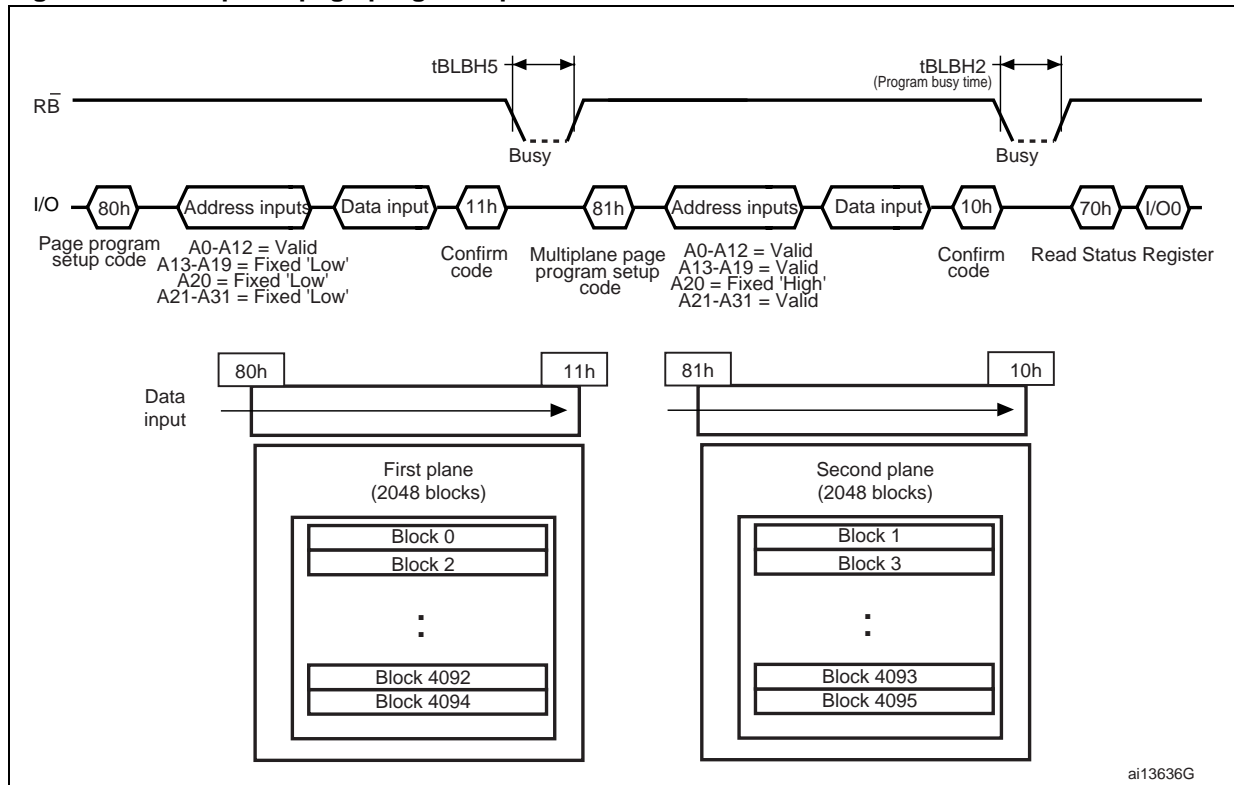 tBLBH5
tBLBH2
(Program busy time)
RB̅
Busy
Busy
I/O
80h
Address inputs
Data input
11h
81h
Address inputs
Data input
10h
70h
I/O0
Page program
setup code
A0-A12 = Valid
A13-A19 = Fixed 'Low'
A20 = Fixed 'Low'
A21-A31 = Fixed 'Low'
Confirm
code
Multiplane page
program setup
code
A0-A12 = Valid
A13-A19 = Valid
A20 = Fixed 'High'
A21-A31 = Valid
Confirm
code
Read Status Register
80h
11h
81h
10h
Data
input
First plane
(2048 blocks)
Block 0
Block 2
:
Block 4092
Block 4094
Second plane
(2048 blocks)
Block 1
Block 3
:
Block 4093
Block 4095
ai13636G